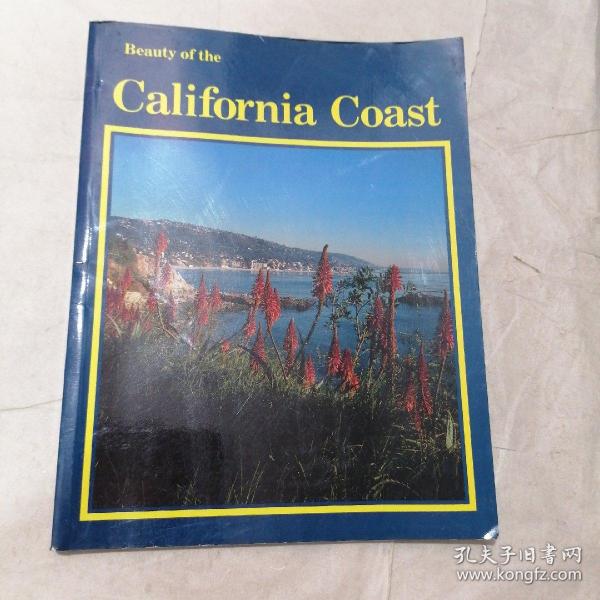 Beauty of the
California Coast
孔夫子旧书网
www.kongfz.com